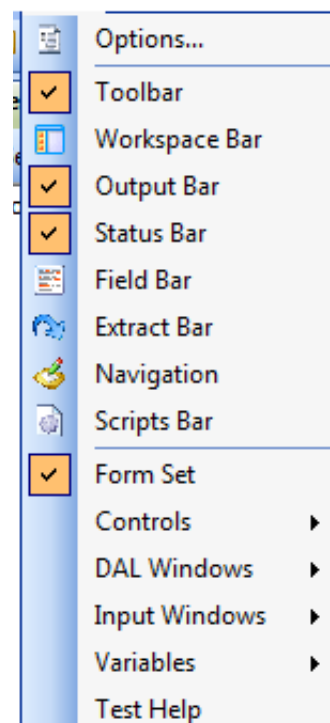 Options...
Toolbar
Workspace Bar
Output Bar
Status Bar
Field Bar
Extract Bar
Navigation
Scripts Bar
Form Set
Controls
DAL Windows
Input Windows
Variables
Test Help